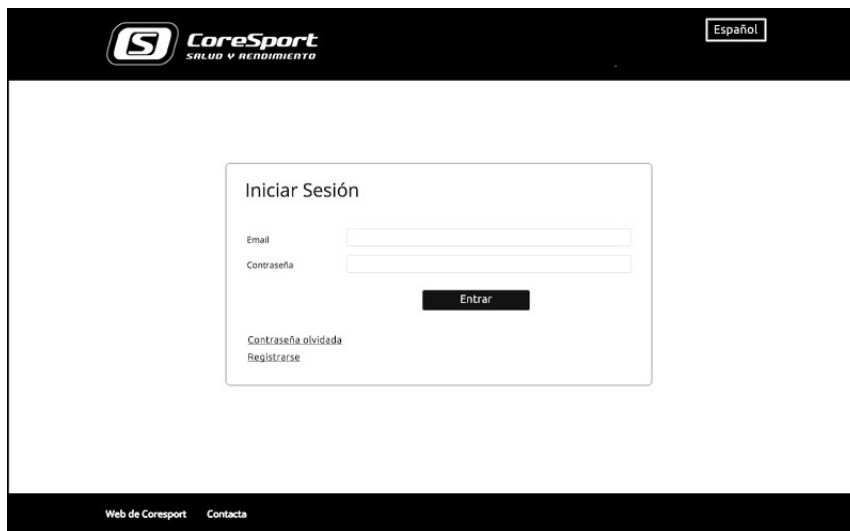 S CoreSport
SALUD Y RENDIMIENTO
Español
Iniciar Sesión
Email
Contraseña
Entrar
Contraseña olvidada
Registrarse
Web de Coresport Contacta